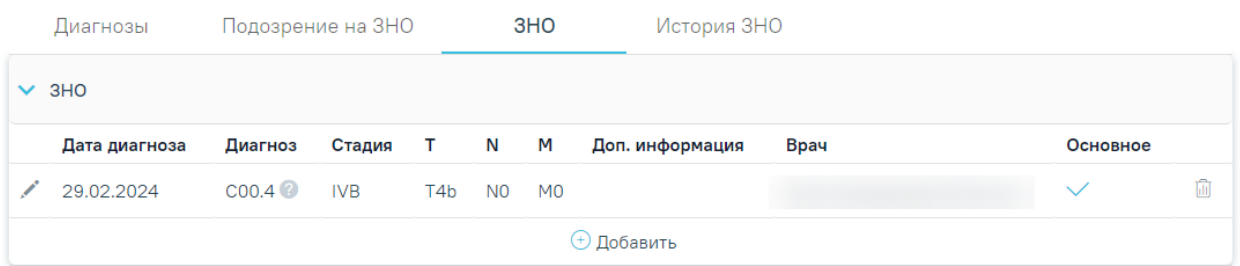 Диагнозы Подозрение на ЗНО ЗНО История ЗНО
ЗНО
Дата диагноза Диагноз Стадия T N M Доп. информация Врач Основное
29.02.2024 C00.4 ? IVB T4b N0 M0
Добавить